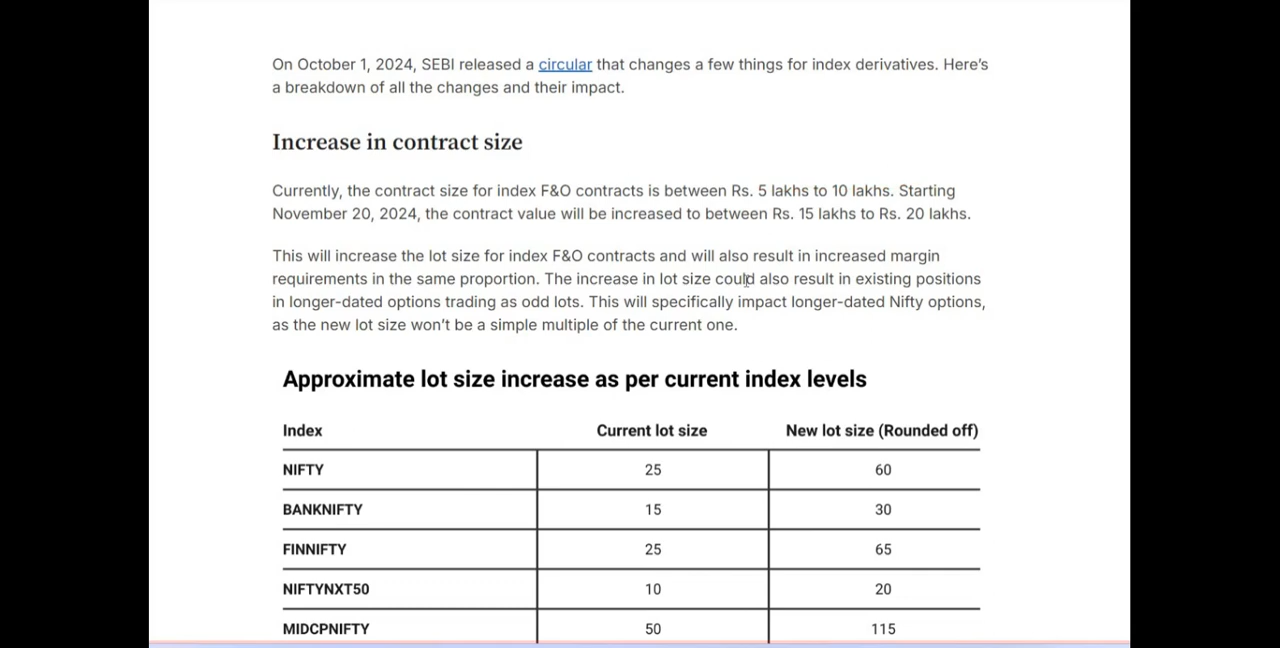 On October 1, 2024, SEBI released a circular that changes a few things for index derivatives. Here's
a breakdown of all the changes and their impact.
Increase in contract size
Currently, the contract size for index F&O contracts is between Rs. 5 lakhs to 10 lakhs. Starting
November 20, 2024, the contract value will be increased to between Rs. 15 lakhs to Rs. 20 lakhs.
This will increase the lot size for index F&O contracts and will also result in increased margin
requirements in the same proportion. The increase in lot size could also result in existing positions
in longer-dated options trading as odd lots. This will specifically impact longer-dated Nifty options,
as the new lot size won't be a simple multiple of the current one.
Approximate lot size increase as per current index levels
Index Current lot size New lot size (Rounded off)
NIFTY 25 60
BANKNIFTY 15 30
FINNIFTY 25 65
NIFTYNXT50 10 20
MIDCPNIFTY 50 115